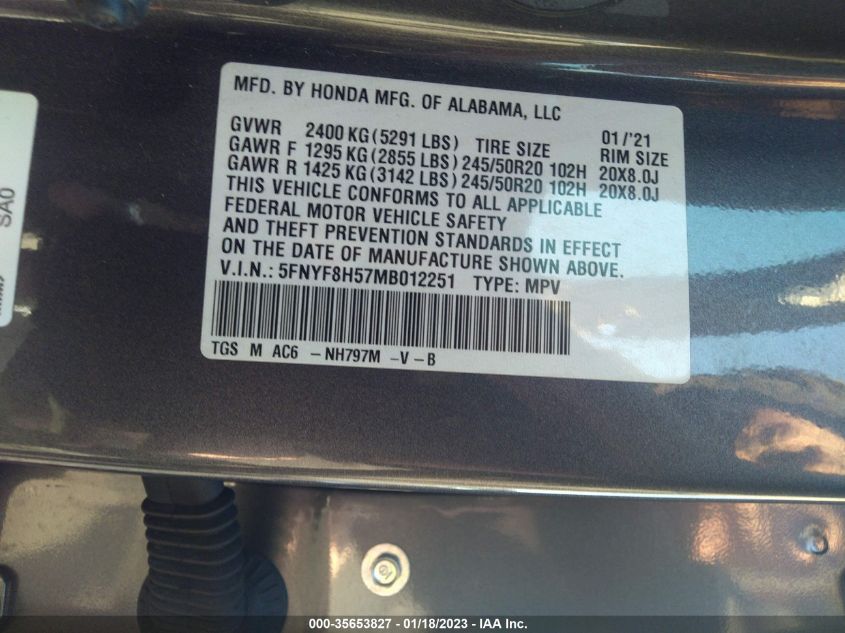 MFD. BY HONDA MFG. OF ALABAMA, LLC
GVWR 2400 KG (5291 LBS) TIRE SIZE 01/'21 RIM SIZE
GAWR F 1295 KG (2855 LBS) 245/50R20 102H 20X8.0J
GAWR R 1425 KG (3142 LBS) 245/50R20 102H 20X8.0J
THIS VEHICLE CONFORMS TO ALL APPLICABLE
FEDERAL MOTOR VEHICLE SAFETY
AND THEFT PREVENTION STANDARDS IN EFFECT
ON THE DATE OF MANUFACTURE SHOWN ABOVE.
V.I.N.: 5FNYF8H57MB012251 TYPE: MPV
TGS M AC6 -NH797M -V-B
SA0
000-35653827 - 01/18/2023 - IAA Inc.